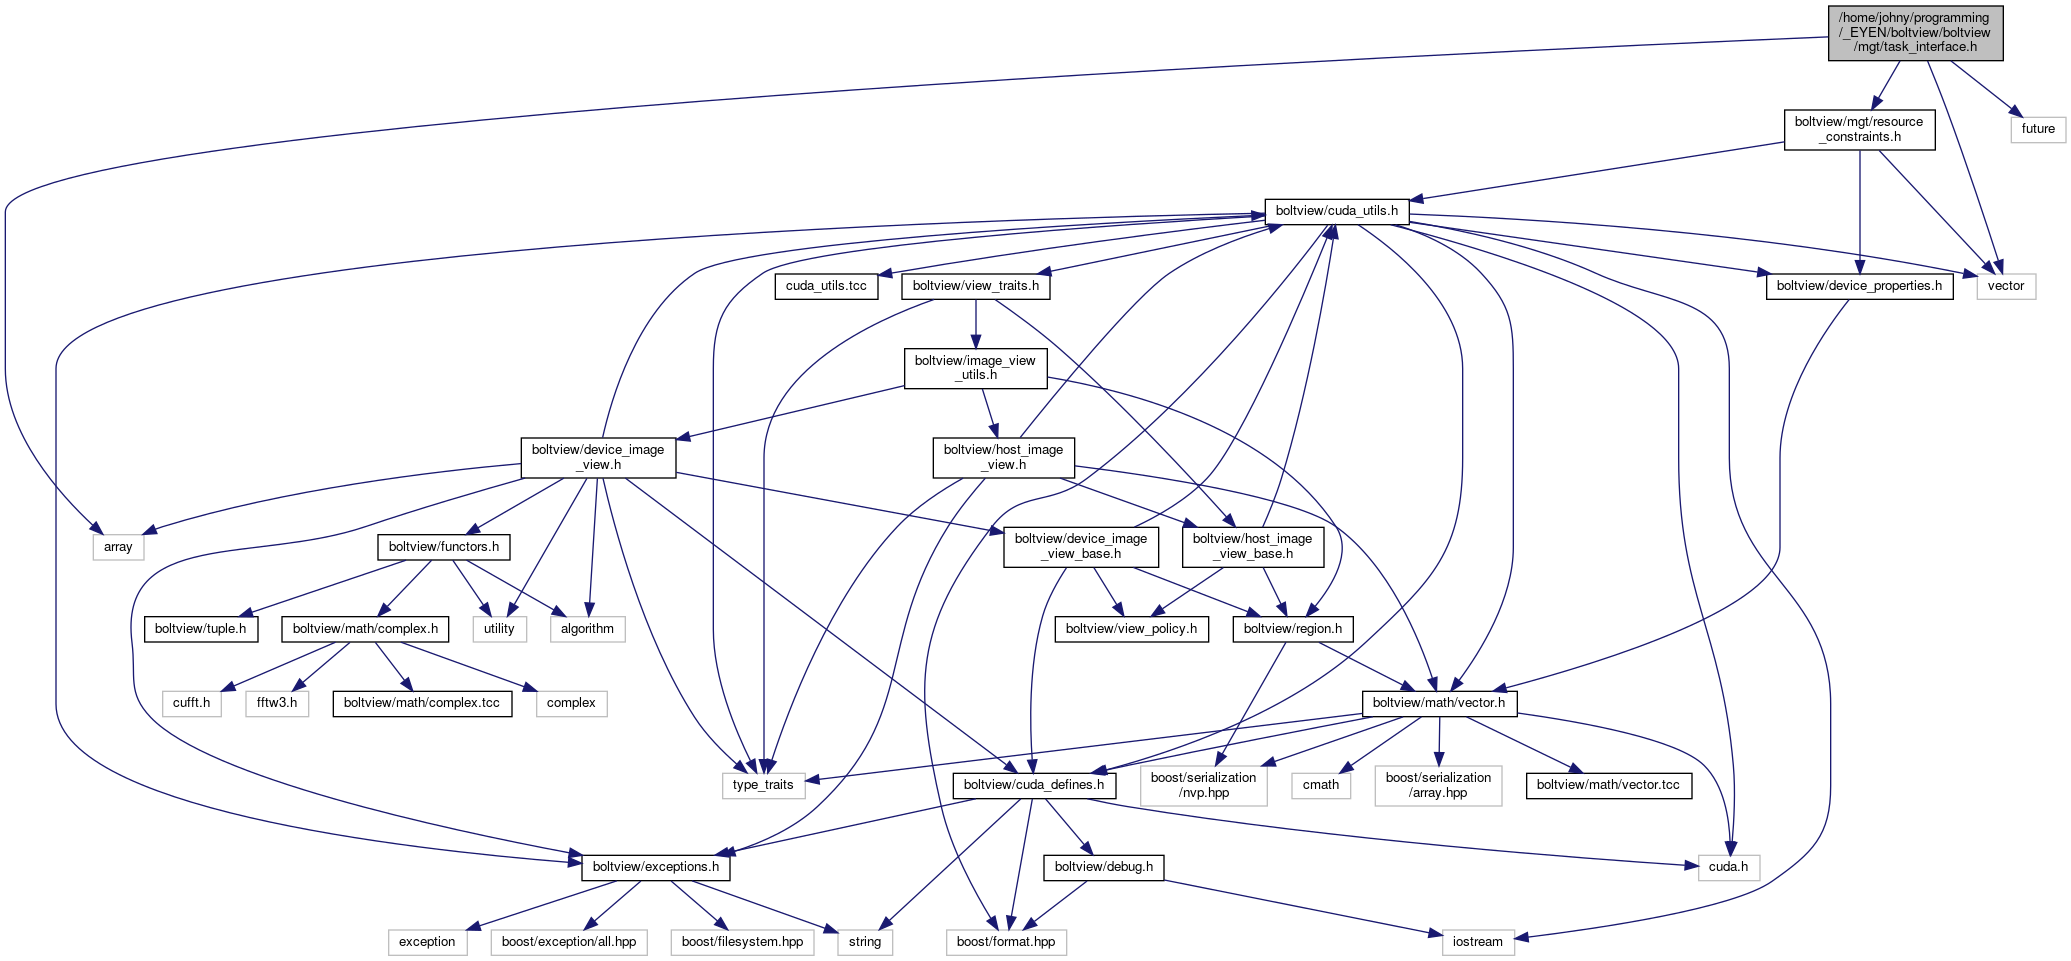 /home/johny/programming
/_EYEN/boltview/boltview
/mgt/task_interface.h
boltview/mgt/resource
_constraints.h
future
boltview/cuda_utils.h
cuda_utils.tcc
boltview/view_traits.h
boltview/device_properties.h
vector
boltview/image_view
_utils.h
boltview/device_image
_view.h
boltview/host_image
_view.h
array
boltview/functors.h
boltview/device_image
_view_base.h
boltview/host_image
_view_base.h
boltview/tuple.h
boltview/math/complex.h
utility
algorithm
boltview/view_policy.h
boltview/region.h
cufft.h
fftw3.h
boltview/math/complex.tcc
complex
boltview/math/vector.h
type_traits
boltview/cuda_defines.h
boost/serialization
/nvp.hpp
cmath
boost/serialization
/array.hpp
boltview/math/vector.tcc
boltview/exceptions.h
boltview/debug.h
cuda.h
exception
boost/exception/all.hpp
boost/filesystem.hpp
string
boost/format.hpp
iostream